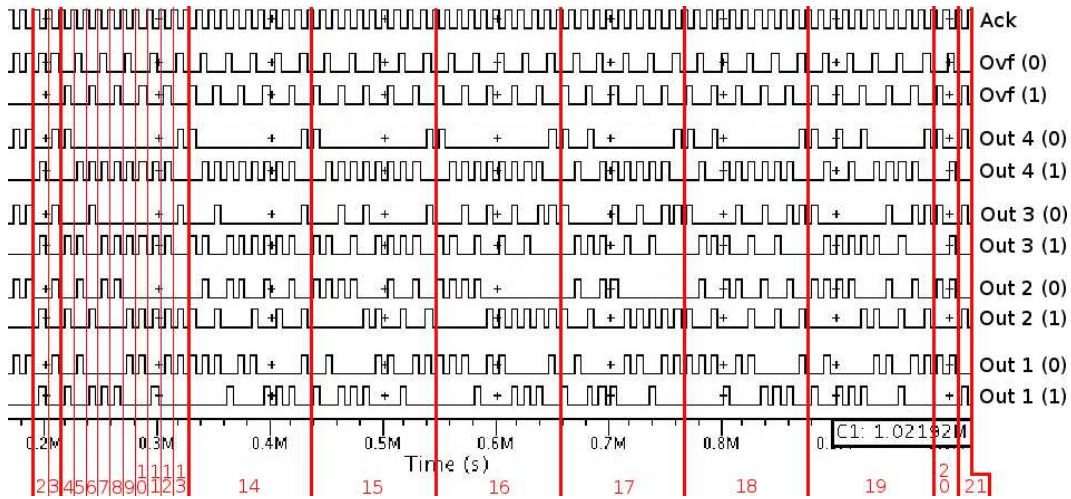 Ack
Ovf (0)
Ovf (1)
Out 4 (0)
Out 4 (1)
Out 3 (0)
Out 3 (1)
Out 2 (0)
Out 2 (1)
Out 1 (0)
Out 1 (1)
0.2M 0.3M 0.4M 0.5M 0.6M 0.7M 0.8M C1: 1.02192M
Time (s)
2 3 4 5 6 7 8 9 10 11 12 13 14 15 16 17 18 19 20 21